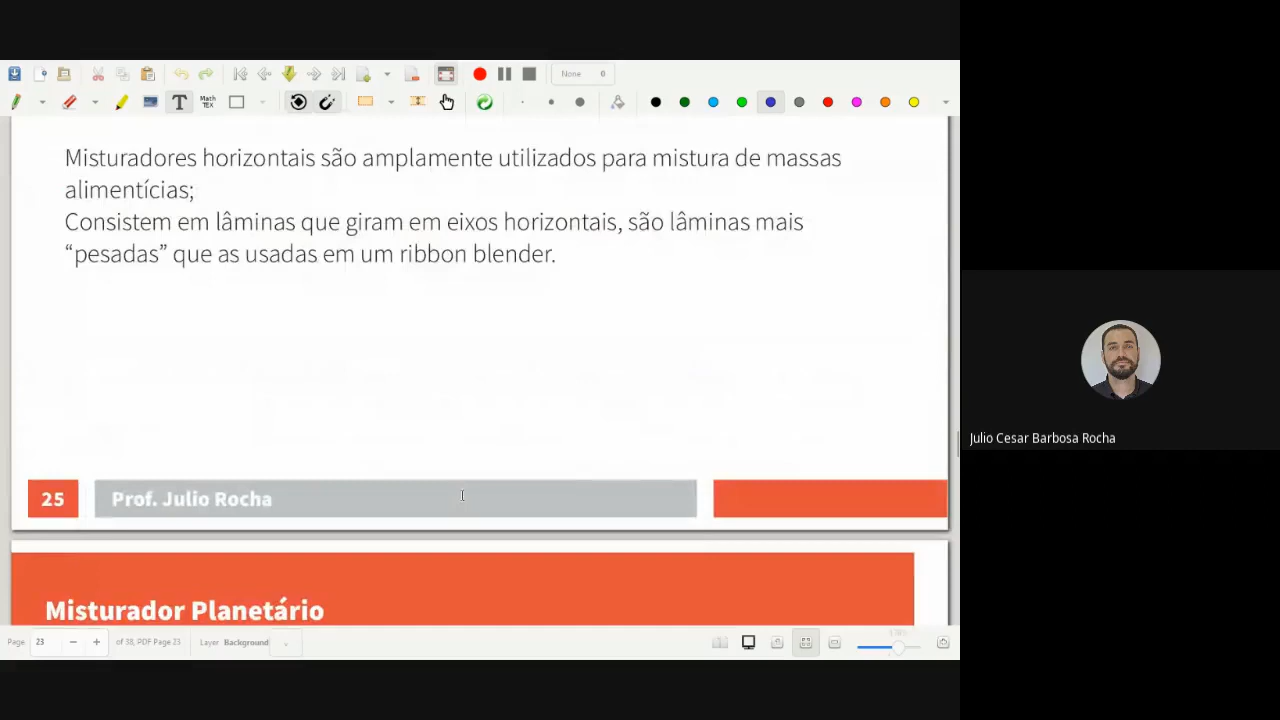 None 0
Math
TEX
T
Misturadores horizontais são amplamente utilizados para mistura de massas
alimentícias;
Consistem em lâminas que giram em eixos horizontais, são lâminas mais
“pesadas” que as usadas em um ribbon blender.
25 Prof. Julio Rocha
Misturador Planetário
Page 23 − + of 38, PDF Page 23 Layer Background
Julio Cesar Barbosa Rocha